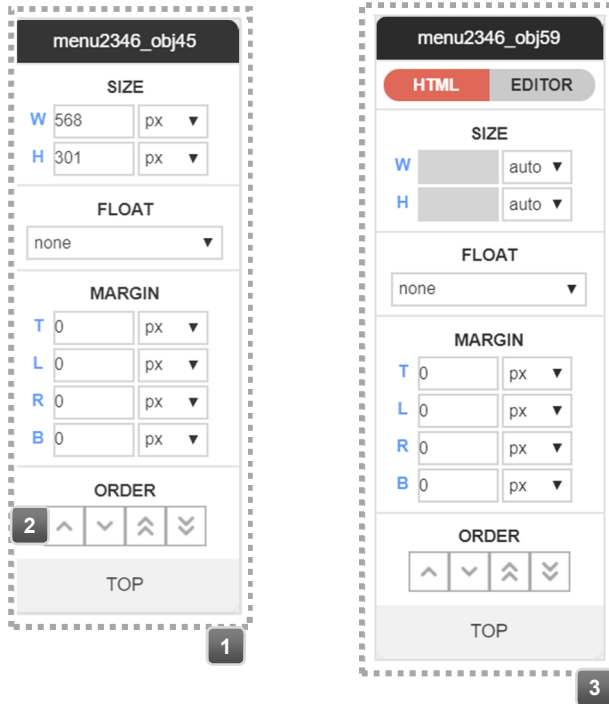 menu2346_obj45
SIZE
W 568 px ▼
H 301 px ▼
FLOAT
none ▼
MARGIN
T 0 px ▼
L 0 px ▼
R 0 px ▼
B 0 px ▼
ORDER
2
TOP
1
menu2346_obj59
HTML EDITOR
SIZE
W auto ▼
H auto ▼
FLOAT
none ▼
MARGIN
T 0 px ▼
L 0 px ▼
R 0 px ▼
B 0 px ▼
ORDER
TOP
3